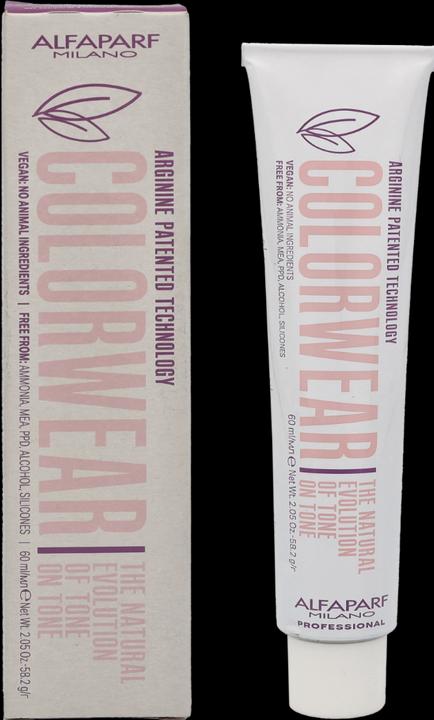 ALFAPARF
MILANO
ARGININE PATENTED TECHNOLOGY
COLORWEAR
THE NATURAL
EVOLUTION
OF TONE
ON TONE
VEGAN: NO ANIMAL INGREDIENTS | FREE FROM: AMMONIA, MEA, PPD, ALCOHOL, SILICONES | 60 ml/мл ℮ Net Wt. 2.05 Oz.-58.2 g/г
ARGININE PATENTED TECHNOLOGY
COLORWEAR
THE NATURAL
EVOLUTION
OF TONE
ON TONE
VEGAN: NO ANIMAL INGREDIENTS
FREE FROM: AMMONIA, MEA, PPD, ALCOHOL, SILICONES
60 ml/мл ℮ Net Wt. 2.05 Oz.-58.2 g/г
ALFAPARF
MILANO
PROFESSIONAL